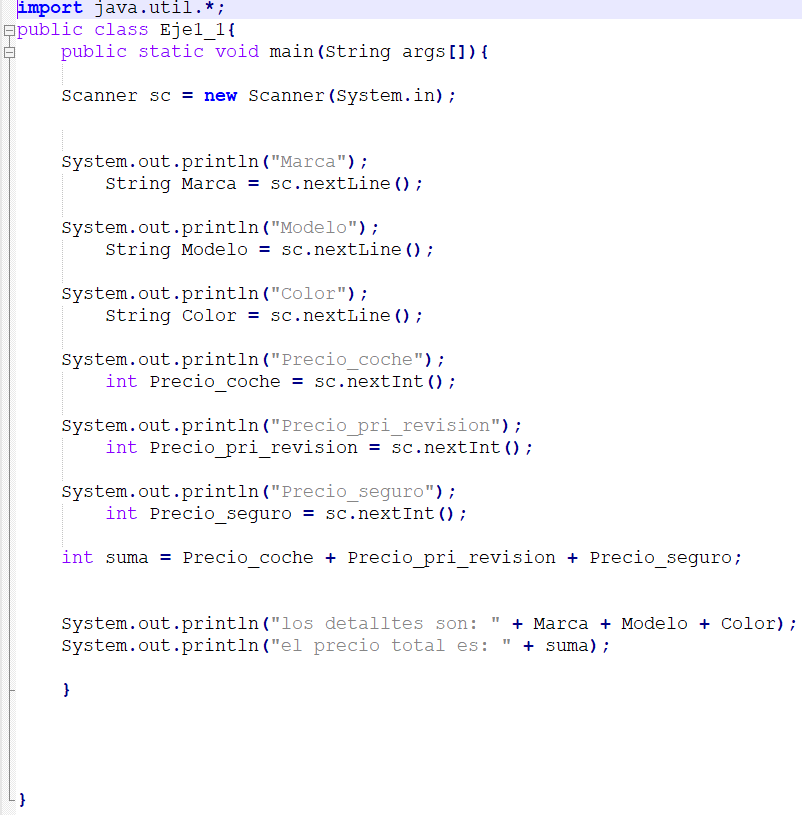 import java.util.*;
public class Eje1_1{
public static void main(String args[]){
Scanner sc = new Scanner(System.in);
System.out.println("Marca");
String Marca = sc.nextLine();
System.out.println("Modelo");
String Modelo = sc.nextLine();
System.out.println("Color");
String Color = sc.nextLine();
System.out.println("Precio_coche");
int Precio_coche = sc.nextInt();
System.out.println("Precio_pri_revision");
int Precio_pri_revision = sc.nextInt();
System.out.println("Precio_seguro");
int Precio_seguro = sc.nextInt();
int suma = Precio_coche + Precio_pri_revision + Precio_seguro;
System.out.println("los detalltes son: " + Marca + Modelo + Color);
System.out.println("el precio total es: " + suma);
}
}